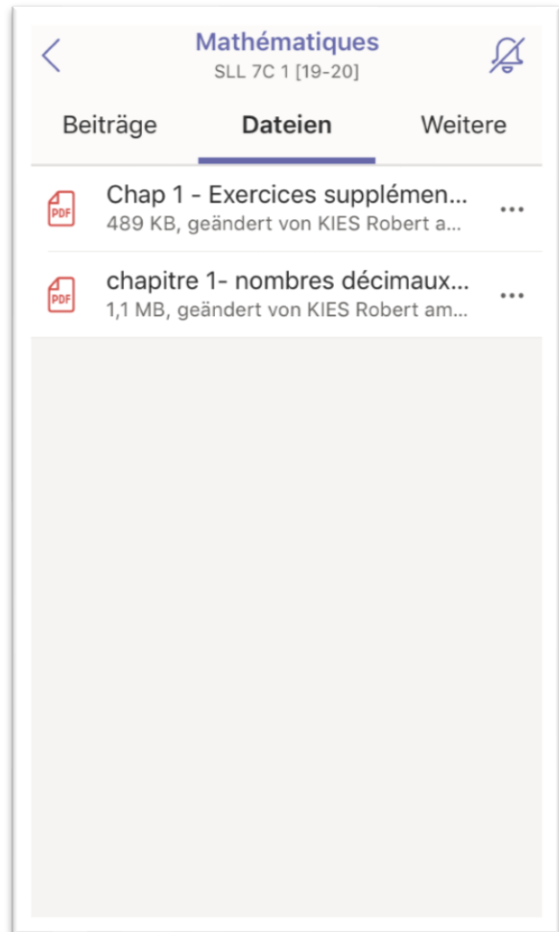 Mathématiques
SLL 7C 1 [19-20]
Beiträge Dateien Weitere
PDF Chap 1 - Exercices supplémen...
489 KB, geändert von KIES Robert a...
PDF chapitre 1- nombres décimaux...
1,1 MB, geändert von KIES Robert am...